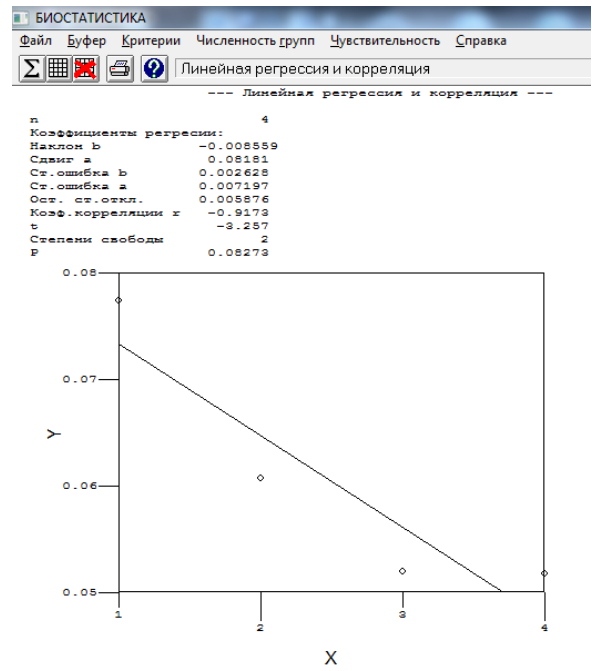 БИОСТАТИСТИКА
Файл Буфер Критерии Численность групп Чувствительность Справка
Σ ? Линейная регрессия и корреляция
--- Линейная регрессия и корреляция ---
n 4
Коэффициенты регресии:
Наклон b -0.008559
Сдвиг a 0.08181
Ст.ошибка b 0.002628
Ст.ошибка a 0.007197
Ост. ст.откл. 0.005876
Коэф.корреляции r -0.9173
t -3.257
Степени свободы 2
P 0.08273
0.08
0.07
Y
0.06
0.05
1 2 3 4
X